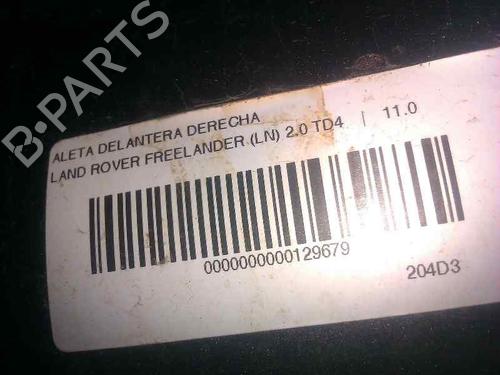 B-PARTS
ALETA DELANTERA DERECHA
LAND ROVER FREELANDER (LN) 2.0 TD4 | 11.0
0000000000129679
204D3